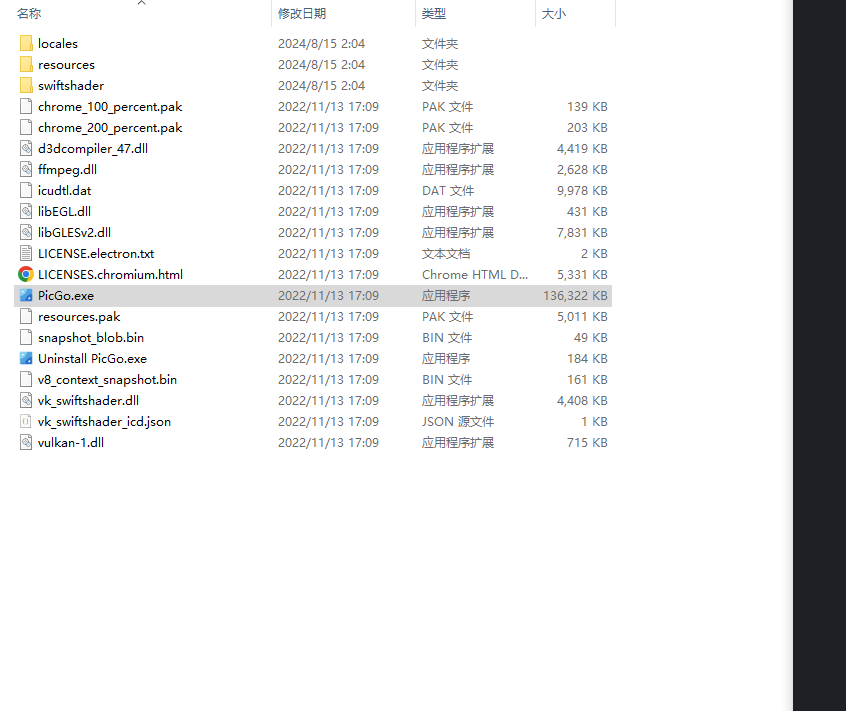 名称 修改日期 类型 大小
locales 2024/8/15 2:04 文件夹
resources 2024/8/15 2:04 文件夹
swiftshader 2024/8/15 2:04 文件夹
chrome_100_percent.pak 2022/11/13 17:09 PAK 文件 139 KB
chrome_200_percent.pak 2022/11/13 17:09 PAK 文件 203 KB
d3dcompiler_47.dll 2022/11/13 17:09 应用程序扩展 4,419 KB
ffmpeg.dll 2022/11/13 17:09 应用程序扩展 2,628 KB
icudtl.dat 2022/11/13 17:09 DAT 文件 9,978 KB
libEGL.dll 2022/11/13 17:09 应用程序扩展 431 KB
libGLESv2.dll 2022/11/13 17:09 应用程序扩展 7,831 KB
LICENSE.electron.txt 2022/11/13 17:09 文本文档 2 KB
LICENSES.chromium.html 2022/11/13 17:09 Chrome HTML D... 5,331 KB
PicGo.exe 2022/11/13 17:09 应用程序 136,322 KB
resources.pak 2022/11/13 17:09 PAK 文件 5,011 KB
snapshot_blob.bin 2022/11/13 17:09 BIN 文件 49 KB
Uninstall PicGo.exe 2022/11/13 17:09 应用程序 184 KB
v8_context_snapshot.bin 2022/11/13 17:09 BIN 文件 161 KB
vk_swiftshader.dll 2022/11/13 17:09 应用程序扩展 4,408 KB
vk_swiftshader_icd.json 2022/11/13 17:09 JSON 源文件 1 KB
vulkan-1.dll 2022/11/13 17:09 应用程序扩展 715 KB